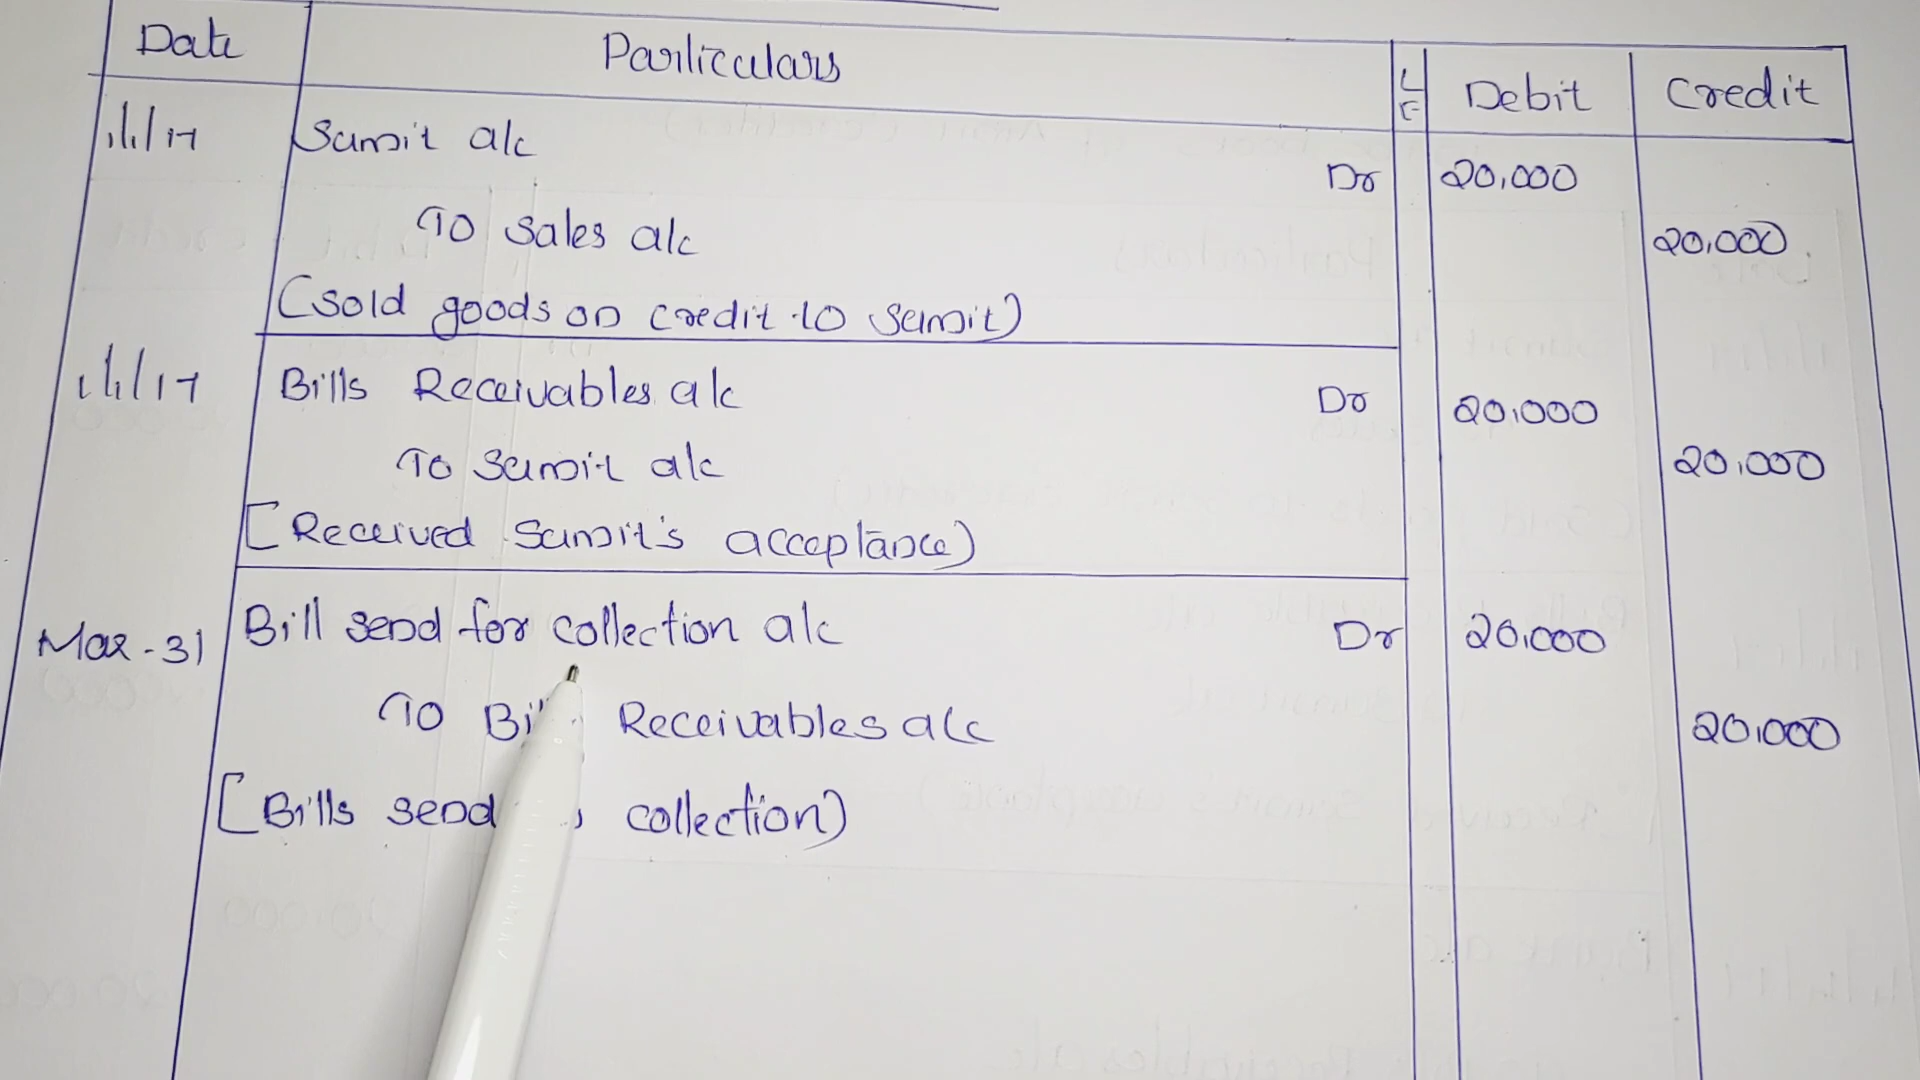 Date Particulars LF Debit Credit
1/1/17 Sumit a/c Dr 20,000
To Sales a/c 20,000
(Sold goods on credit to Sumit)
1/1/17 Bills Receivables a/c Dr 20,000
To Sumit a/c 20,000
[Received Sumit's acceptance)
Mar-31 Bill send for collection a/c Dr 20,000
To Receivables a/c 20,000
[Bills send collection)